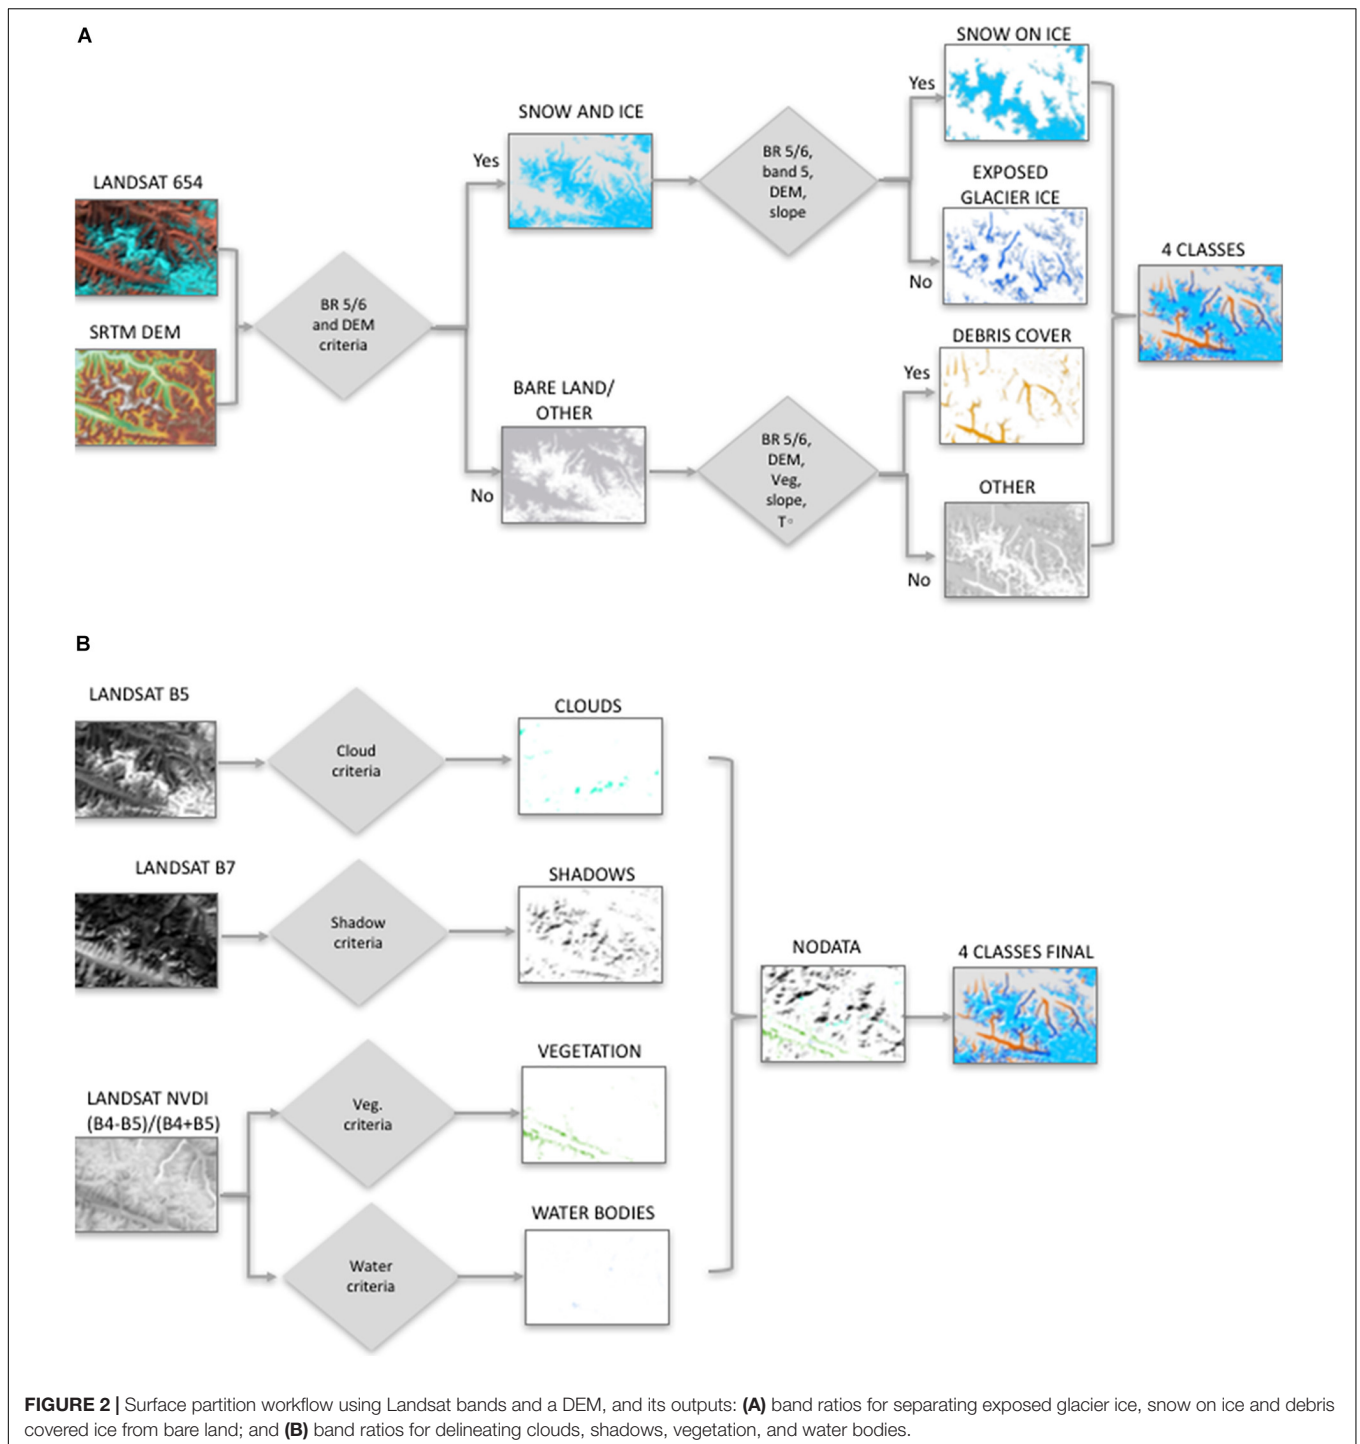 A
LANDSAT 654
SRTM DEM
BR 5/6
and DEM
criteria
Yes
No
SNOW AND ICE
BARE LAND/
OTHER
BR 5/6,
band 5,
DEM,
slope
BR 5/6,
DEM,
Veg,
slope,
T°
Yes
No
Yes
No
SNOW ON ICE
EXPOSED
GLACIER ICE
DEBRIS COVER
OTHER
4 CLASSES
B
LANDSAT B5
Cloud
criteria
CLOUDS
LANDSAT B7
Shadow
criteria
SHADOWS
LANDSAT NVDI
(B4-B5)/(B4+B5)
Veg.
criteria
VEGETATION
Water
criteria
WATER BODIES
NODATA
4 CLASSES FINAL
FIGURE 2 | Surface partition workflow using Landsat bands and a DEM, and its outputs: (A) band ratios for separating exposed glacier ice, snow on ice and debris
covered ice from bare land; and (B) band ratios for delineating clouds, shadows, vegetation, and water bodies.